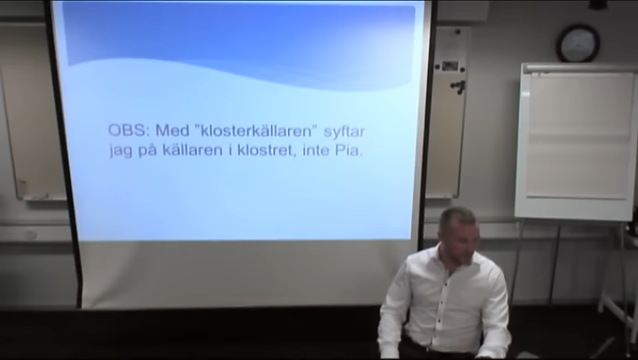 OBS: Med "klosterkällaren" syftar
jag på källaren i klostret, inte Pia.